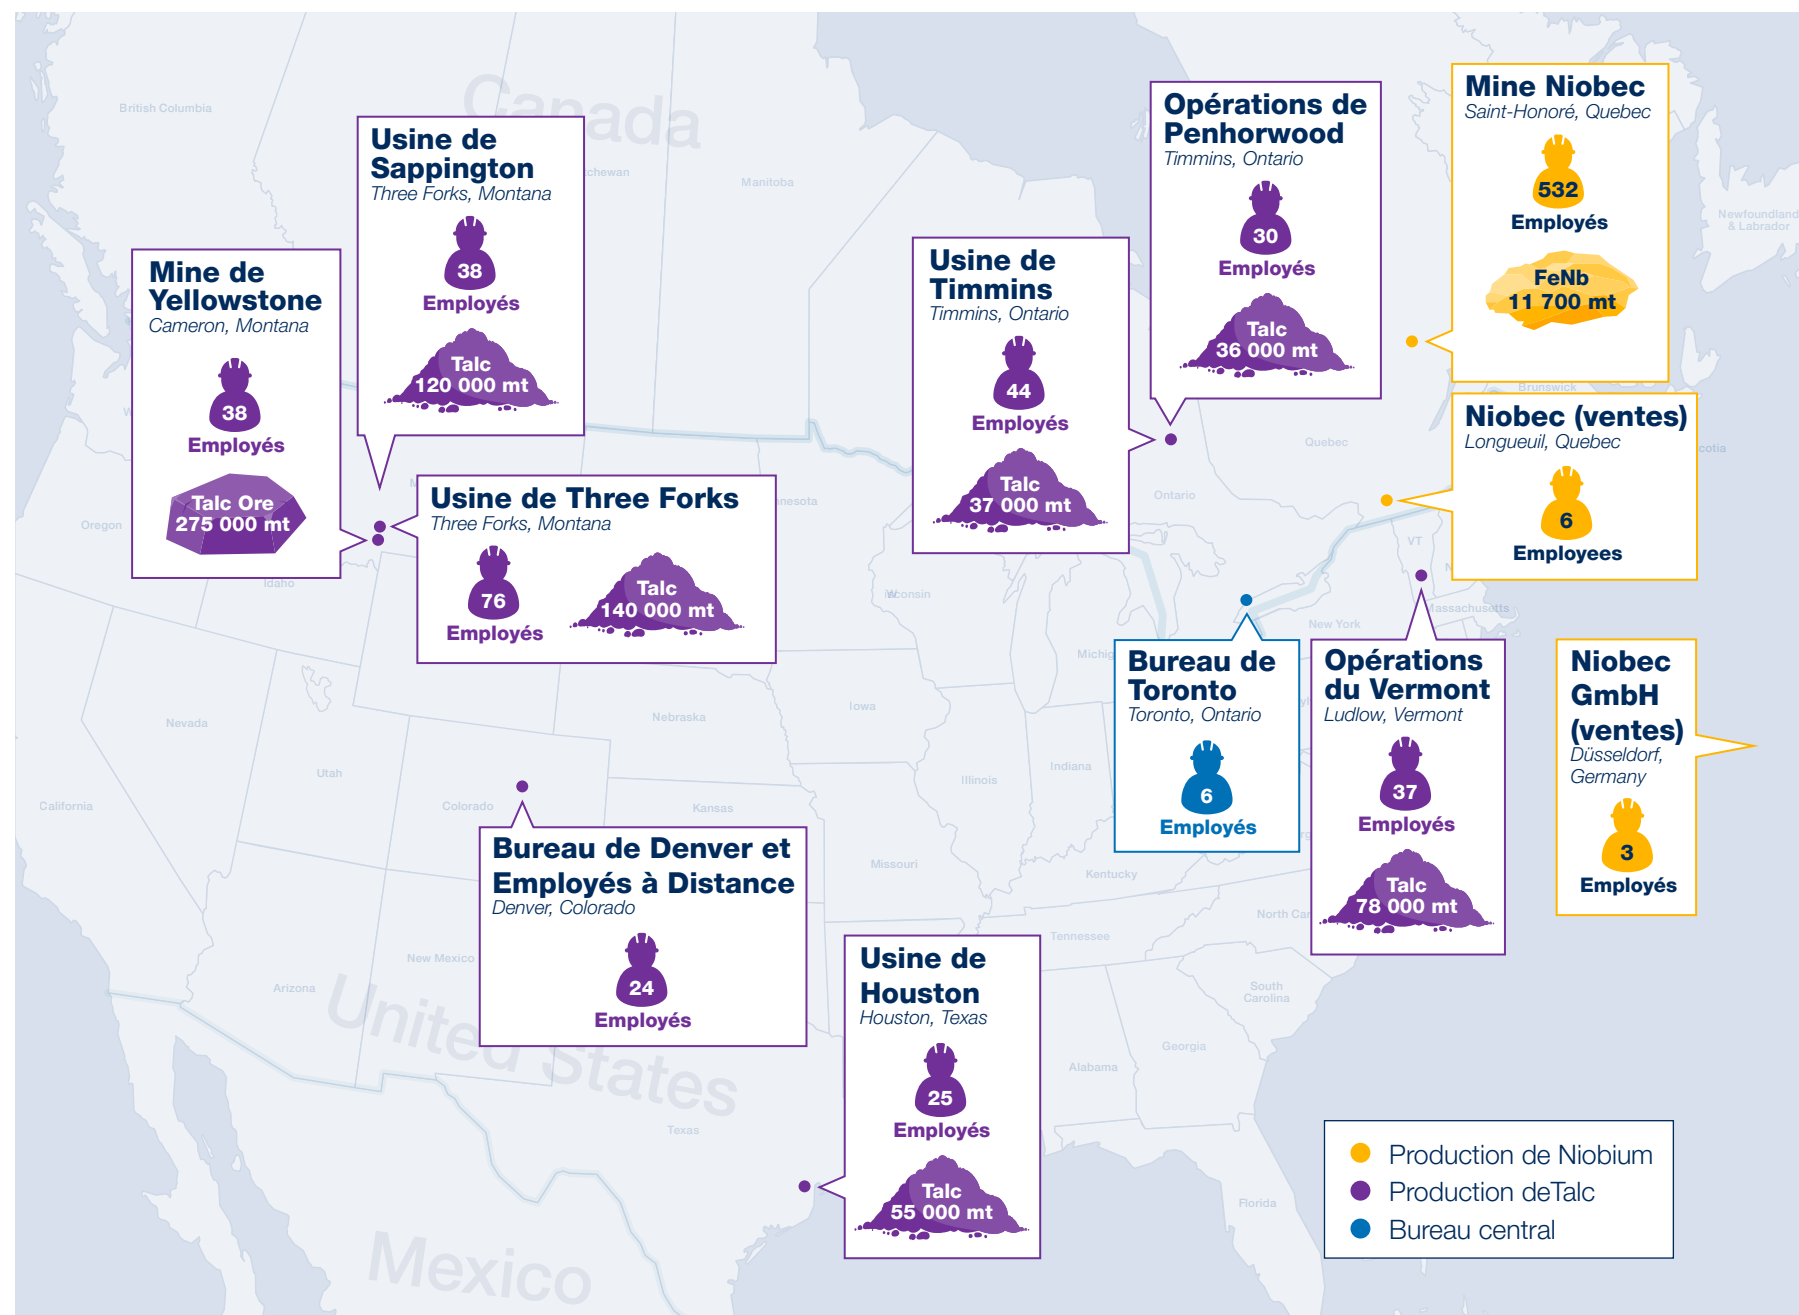 Canada
British Columbia
Manitoba
tchewan
Newfoundland
& Labrador
Mine Niobec
Saint-Honoré, Quebec
532
Employés
FeNb
11 700 mt
Opérations de
Penhorwood
Timmins, Ontario
30
Employés
Talc
36 000 mt
Usine de
Sappington
Three Forks, Montana
38
Employés
Talc
120 000 mt
Usine de
Timmins
Timmins, Ontario
44
Employés
Talc
37 000 mt
Mine de
Yellowstone
Cameron, Montana
38
Employés
Talc Ore
275 000 mt
Brunswick
Niobec (ventes)
Longueuil, Quebec
6
Employees
Quebec
cotia
Ontario
Usine de Three Forks
Three Forks, Montana
76
Employés
Talc
140 000 mt
nnesota
Oregon
Idaho
VT
Massachusetts
New York
Bureau de
Toronto
Toronto, Ontario
6
Employés
Opérations
du Vermont
Ludlow, Vermont
37
Employés
Talc
78 000 mt
Niobec
GmbH
(ventes)
Düsseldorf,
Germany
3
Employés
Michig
Iowa
Nebraska
Nevada
Utah
Colorado
Kansas
California
Illinois
Indiana
Missouri
Kentucky
Bureau de Denver et
Employés à Distance
Denver, Colorado
24
Employés
North Car
Tennessee
New Mexico
Arizona
South
Carolina
Georgia
Alabama
United States
Texas
Usine de
Houston
Houston, Texas
25
Employés
Talc
55 000 mt
Florida
Mexico
Production de Niobium
Production deTalc
Bureau central